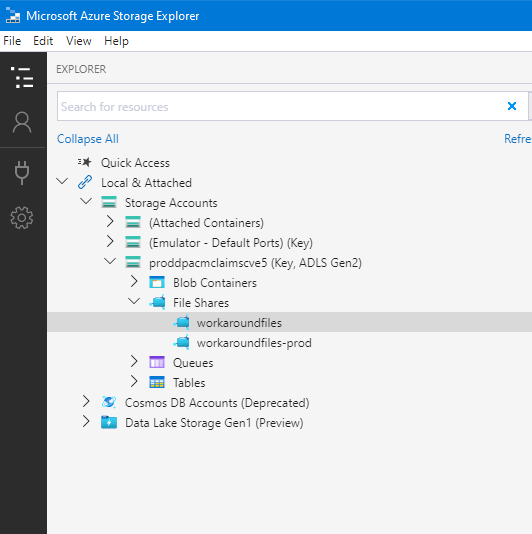 Microsoft Azure Storage Explorer
File Edit View Help
EXPLORER
Search for resources
Collapse All Refre
Quick Access
Local & Attached
Storage Accounts
(Attached Containers)
(Emulator - Default Ports) (Key)
proddpacmclaimscve5 (Key, ADLS Gen2)
Blob Containers
File Shares
workaroundfiles
workaroundfiles-prod
Queues
Tables
Cosmos DB Accounts (Deprecated)
Data Lake Storage Gen1 (Preview)